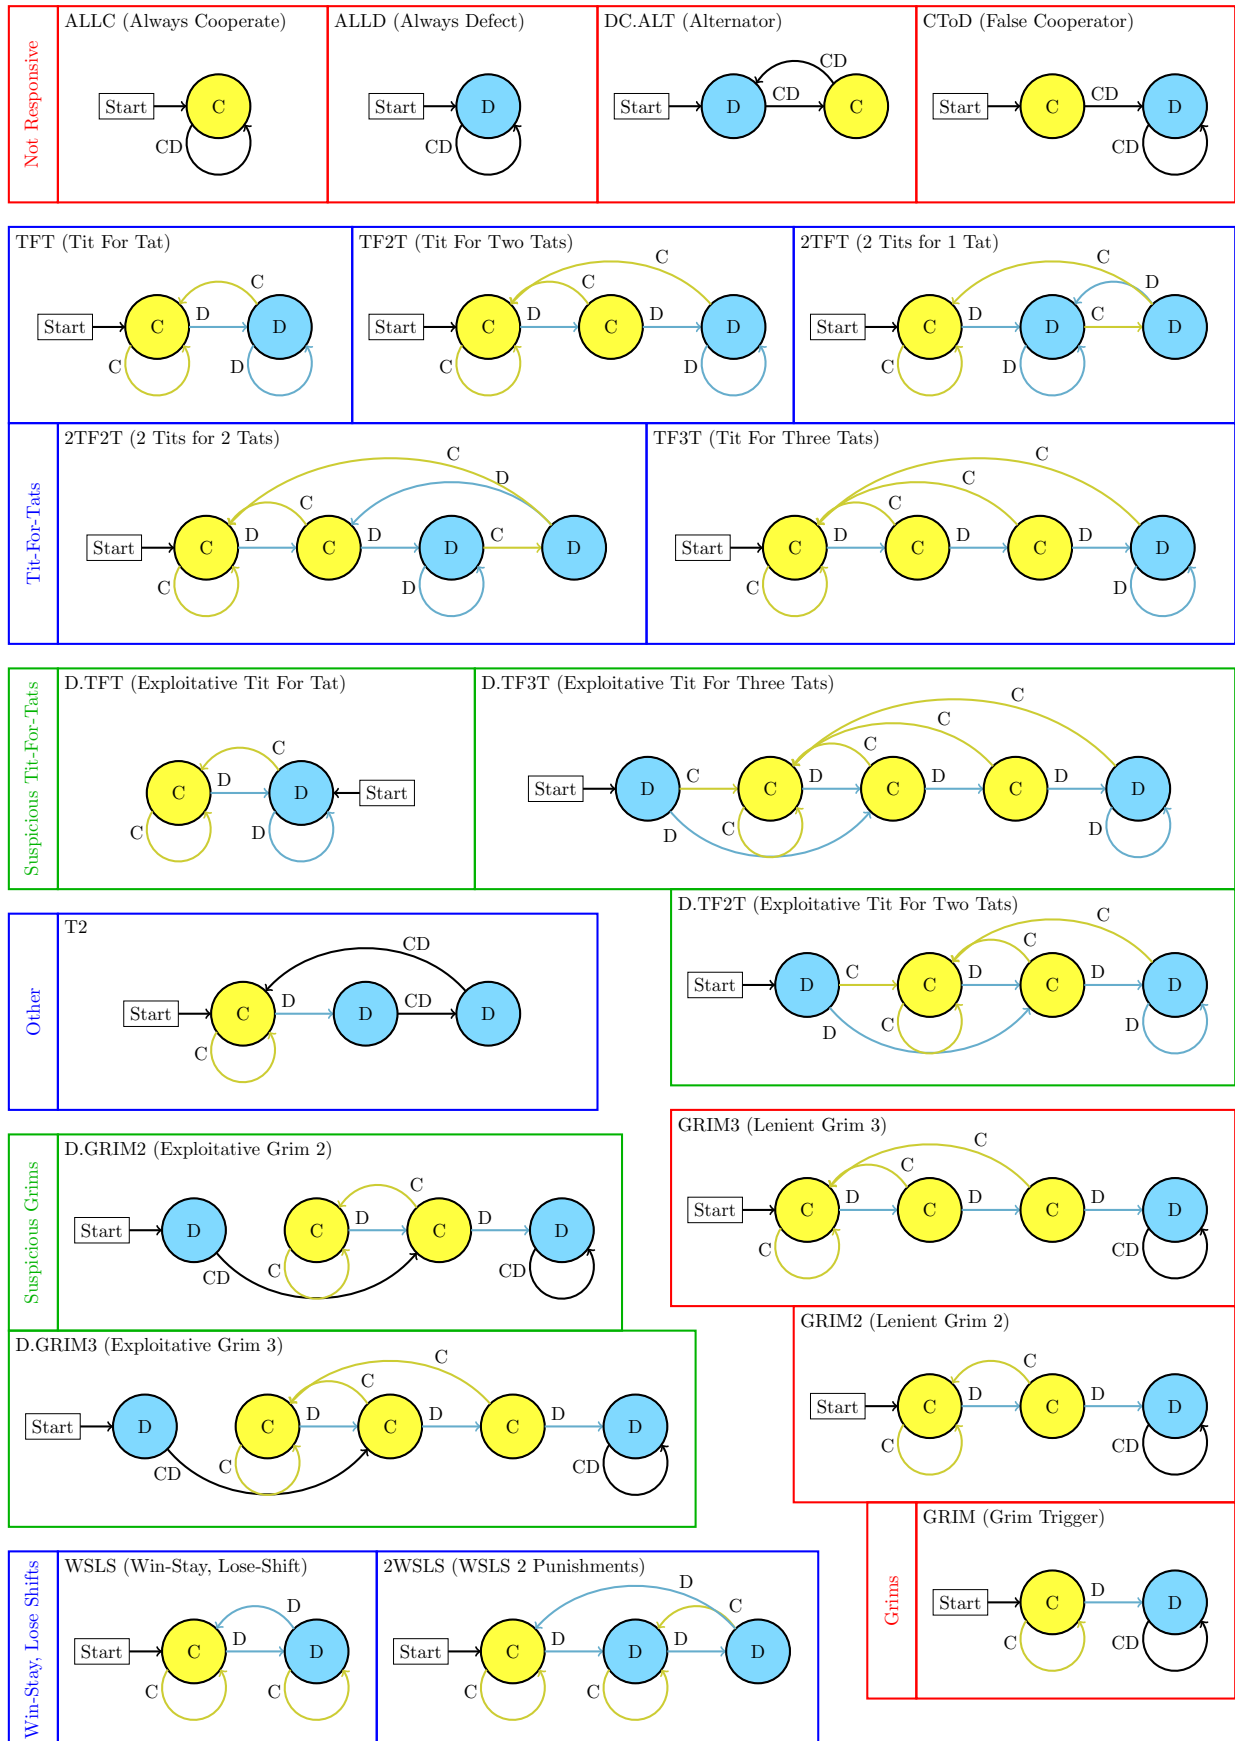 Not Responsive
ALLC (Always Cooperate)
Start
C
CD
ALLD (Always Defect)
Start
D
CD
DC.ALT (Alternator)
CD
Start
D
CD
C
CToD (False Cooperator)
Start
C
CD
D
CD
TFT (Tit For Tat)
C
Start
C
D
D
C
D
TF2T (Tit For Two Tats)
C
C
Start
C
D
C
D
D
C
D
2TFT (2 Tits for 1 Tat)
C
D
Start
C
D
D
C
D
C
D
Tit-For-Tats
2TF2T (2 Tits for 2 Tats)
C
D
C
Start
C
D
C
D
D
C
D
C
D
TF3T (Tit For Three Tats)
C
C
C
Start
C
D
C
D
C
D
D
C
D
Suspicious Tit-For-Tats
D.TFT (Exploitative Tit For Tat)
C
C
D
D
Start
C
D
D.TF3T (Exploitative Tit For Three Tats)
C
C
C
Start
D
C
C
D
C
D
C
D
D
D
C
D
D.TF2T (Exploitative Tit For Two Tats)
C
C
Start
D
C
C
D
C
D
D
D
C
D
Other
T2
CD
Start
C
D
D
CD
D
C
Suspicious Grims
D.GRIM2 (Exploitative Grim 2)
C
Start
D
C
D
C
D
D
CD
C
CD
GRIM3 (Lenient Grim 3)
C
C
Start
C
D
C
D
C
D
D
C
CD
D.GRIM3 (Exploitative Grim 3)
C
C
Start
D
C
D
C
D
C
D
D
CD
C
CD
GRIM2 (Lenient Grim 2)
C
Start
C
D
C
D
D
C
CD
Grims
GRIM (Grim Trigger)
Start
C
D
D
C
CD
Win-Stay, Lose Shifts
WSLS (Win-Stay, Lose-Shift)
D
Start
C
D
D
C
C
2WSLS (WSLS 2 Punishments)
D
C
Start
C
D
D
D
D
C
C